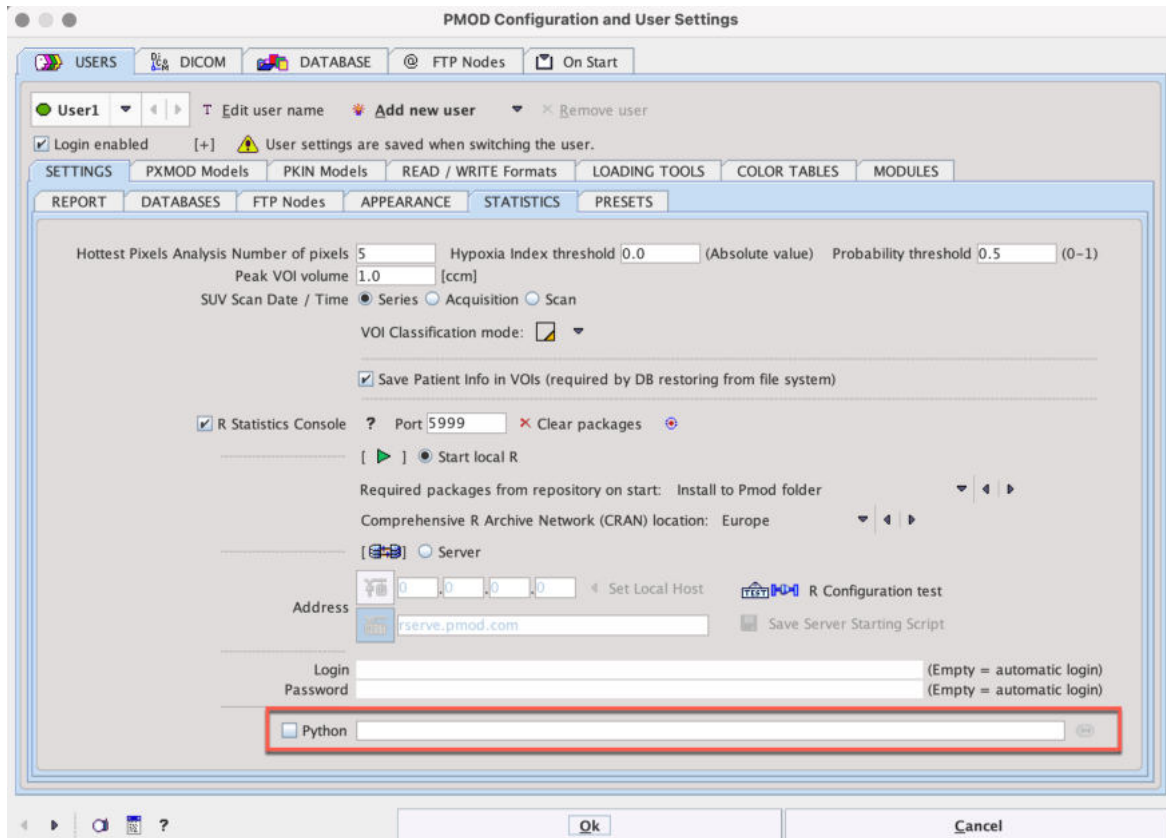 PMOD Configuration and User Settings
USERS DICOM DATABASE @ FTP Nodes On Start
User1 T Edit user name Add new user Remove user
Login enabled [+] User settings are saved when switching the user.
SETTINGS PXMOD Models PKIN Models READ / WRITE Formats LOADING TOOLS COLOR TABLES MODULES
REPORT DATABASES FTP Nodes APPEARANCE STATISTICS PRESETS
Hottest Pixels Analysis Number of pixels 5 Hypoxia Index threshold 0.0 (Absolute value) Probability threshold 0.5 (0-1)
Peak VOI volume 1.0 [ccm]
SUV Scan Date / Time Series Acquisition Scan
VOI Classification mode:
Save Patient Info in VOIs (required by DB restoring from file system)
R Statistics Console ? Port 5999 Clear packages
[ ] Start local R
Required packages from repository on start: Install to Pmod folder
Comprehensive R Archive Network (CRAN) location: Europe
[ ] Server
Address 0 .0 .0 .0 Set Local Host TEST R Configuration test
rserve.pmod.com Save Server Starting Script
Login (Empty = automatic login)
Password (Empty = automatic login)
Python
? Ok Cancel